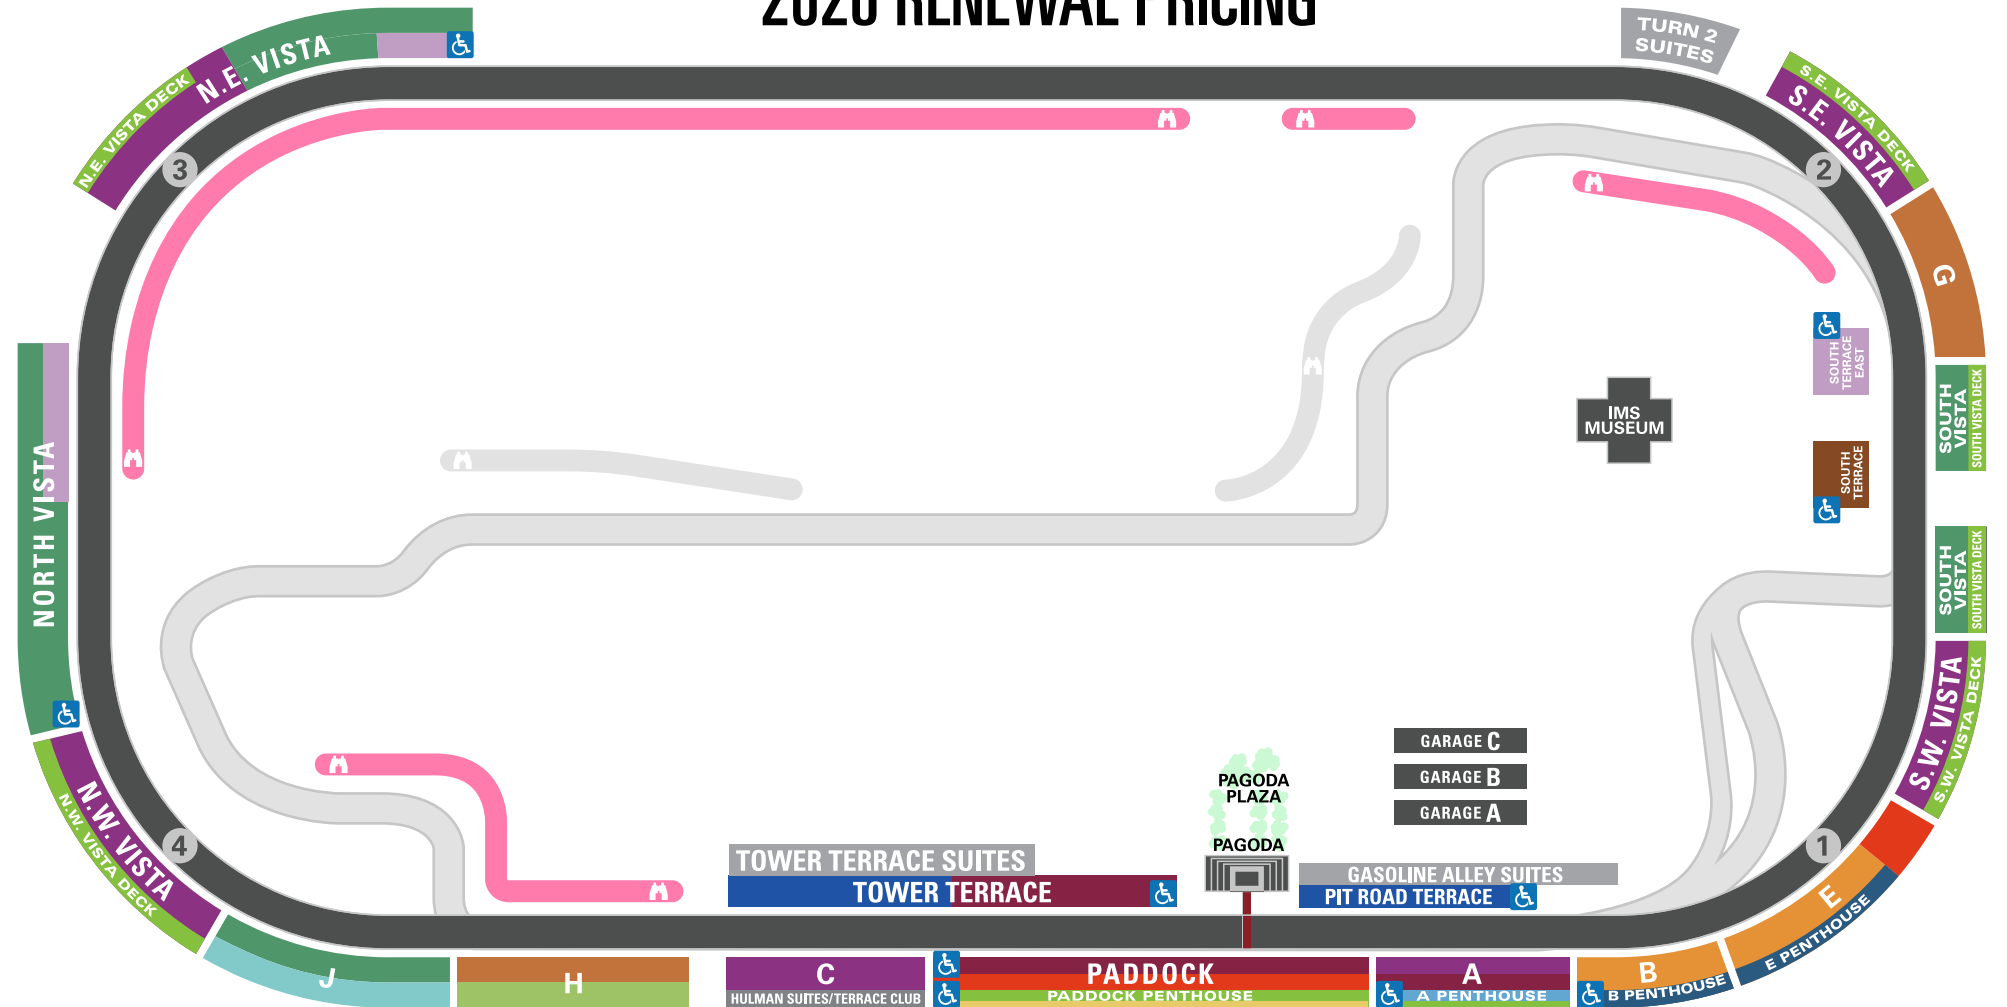 2026 RENEWAL PRICING
TURN 2
SUITES
N.E. VISTA
N.E. VISTA DECK
S.E. VISTA DECK
S.E. VISTA
3
2
G
SOUTH
TERRACE
EAST
SOUTH
VISTA
SOUTH VISTA DECK
IMS
MUSEUM
SOUTH
TERRACE
NORTH VISTA
SOUTH
VISTA
SOUTH VISTA DECK
S.W. VISTA
S.W. VISTA DECK
GARAGE C
GARAGE B
GARAGE A
PAGODA
PLAZA
PAGODA
N.W. VISTA
N.W. VISTA DECK
4
1
TOWER TERRACE SUITES
TOWER TERRACE
GASOLINE ALLEY SUITES
PIT ROAD TERRACE
E
E PENTHOUSE
J
H
C
HULMAN SUITES/TERRACE CLUB
PADDOCK
PADDOCK PENTHOUSE
A
A PENTHOUSE
B
B PENTHOUSE